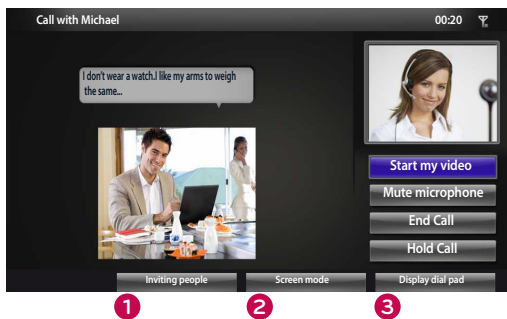 Call with Michael 00:20
I don't wear a watch.I like my arms to weigh
the same...
Start my video
Mute microphone
End Call
Hold Call
Inviting people Screen mode Display dial pad
1 2 3